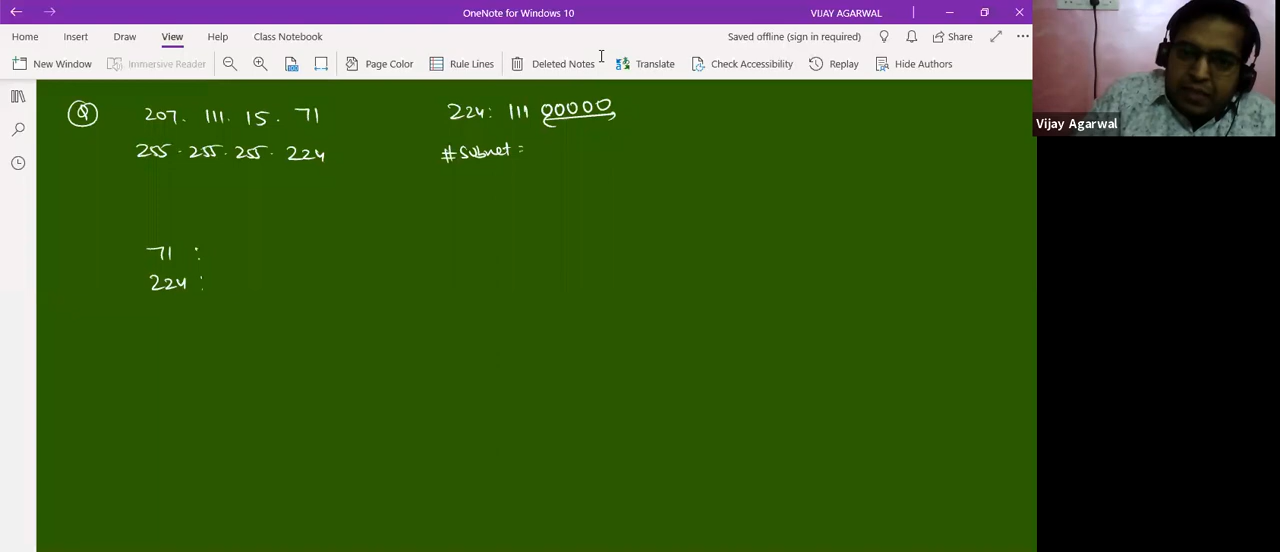 OneNote for Windows 10
VIJAY AGARWAL
Home Insert Draw View Help Class Notebook
Saved offline (sign in required) Share
New Window Immersive Reader Page Color Rule Lines Deleted Notes Translate Check Accessibility Replay Hide Authors
Vijay Agarwal
Q 207. 111. 15. 71
255. 255. 255. 224
224: 111 00000
#Subnet =
71 :
224 :